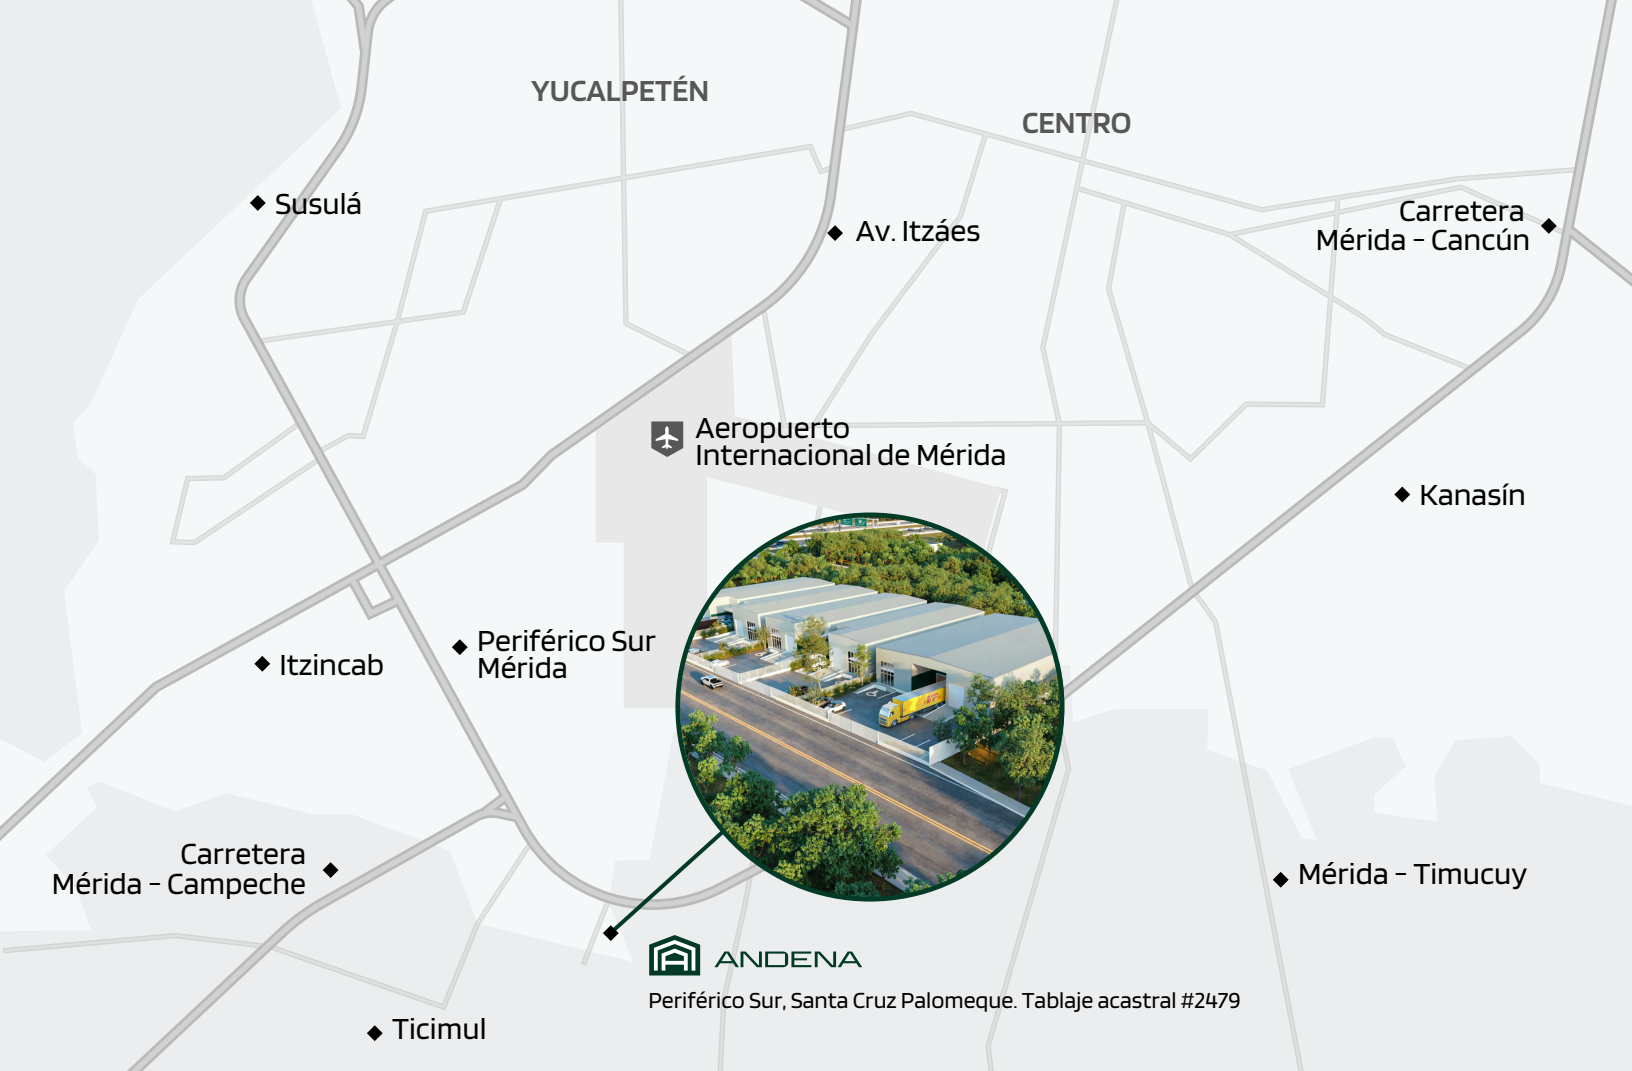 YUCALPETÉN
CENTRO
Susulá
Av. Itzáes
Carretera
Mérida - Cancún
Aeropuerto
Internacional de Mérida
Kanasín
Periférico Sur
Mérida
Itzincab
Carretera
Mérida - Campeche
Mérida - Timucuy
ANDENA
Periférico Sur, Santa Cruz Palomeque. Tablaje acastral #2479
Ticimul